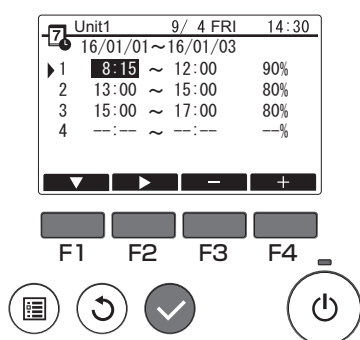 7 Unit1 9/ 4 FRI 14:30
16/01/01~16/01/03
1 8:15 ~ 12:00 90%
2 13:00 ~ 15:00 80%
3 15:00 ~ 17:00 80%
4 --:-- ~ --:-- --%
− +
F1 F2 F3 F4